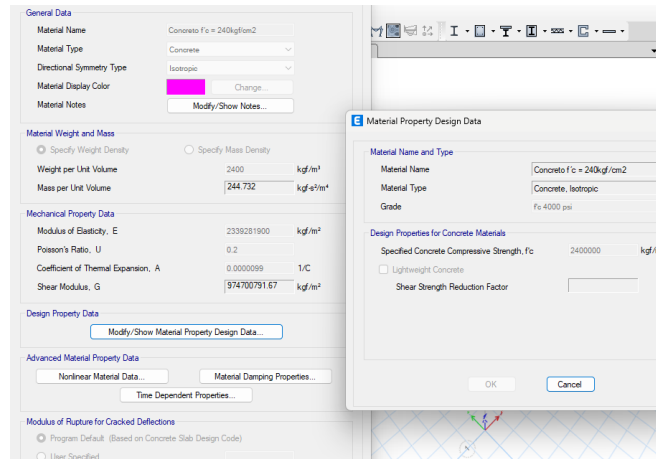 General Data
Material Name Concreto f'c = 240kgf/cm2
Material Type Concrete
Directional Symmetry Type Isotropic
Material Display Color Change...
Material Notes Modify/Show Notes...
Material Weight and Mass
Specify Weight Density Specify Mass Density
Weight per Unit Volume 2400 kgf/m³
Mass per Unit Volume 244.732 kgf-s²/m⁴
Mechanical Property Data
Modulus of Elasticity, E 2339281900 kgf/m²
Poisson's Ratio, U 0.2
Coefficient of Thermal Expansion, A 0.0000099 1/C
Shear Modulus, G 974700791.67 kgf/m²
Design Property Data
Modify/Show Material Property Design Data...
Advanced Material Property Data
Nonlinear Material Data... Material Damping Properties...
Time Dependent Properties...
Modulus of Rupture for Cracked Deflections
Program Default (Based on Concrete Slab Design Code)
User Specified
E Material Property Design Data
Material Name and Type
Material Name Concreto f'c = 240kgf/cm2
Material Type Concrete, Isotropic
Grade f'c 4000 psi
Design Properties for Concrete Materials
Specified Concrete Compressive Strength, f'c 2400000
Lightweight Concrete
Shear Strength Reduction Factor
OK Cancel